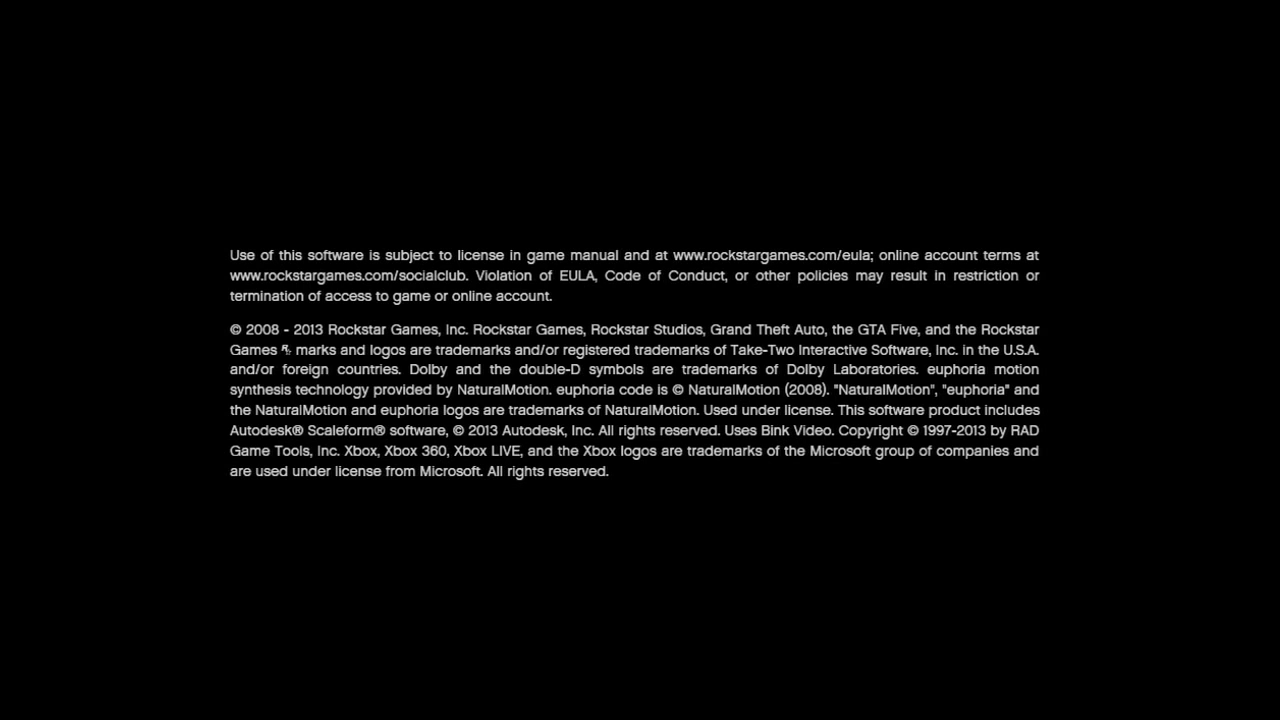 Use of this software is subject to license in game manual and at www.rockstargames.com/eula; online account terms at
www.rockstargames.com/socialclub. Violation of EULA, Code of Conduct, or other policies may result in restriction or
termination of access to game or online account.
© 2008 - 2013 Rockstar Games, Inc. Rockstar Games, Rockstar Studios, Grand Theft Auto, the GTA Five, and the Rockstar
Games R* marks and logos are trademarks and/or registered trademarks of Take-Two Interactive Software, Inc. in the U.S.A.
and/or foreign countries. Dolby and the double-D symbols are trademarks of Dolby Laboratories. euphoria motion
synthesis technology provided by NaturalMotion. euphoria code is © NaturalMotion (2008). "NaturalMotion", "euphoria" and
the NaturalMotion and euphoria logos are trademarks of NaturalMotion. Used under license. This software product includes
Autodesk® Scaleform® software, © 2013 Autodesk, Inc. All rights reserved. Uses Bink Video. Copyright © 1997-2013 by RAD
Game Tools, Inc. Xbox, Xbox 360, Xbox LIVE, and the Xbox logos are trademarks of the Microsoft group of companies and
are used under license from Microsoft. All rights reserved.